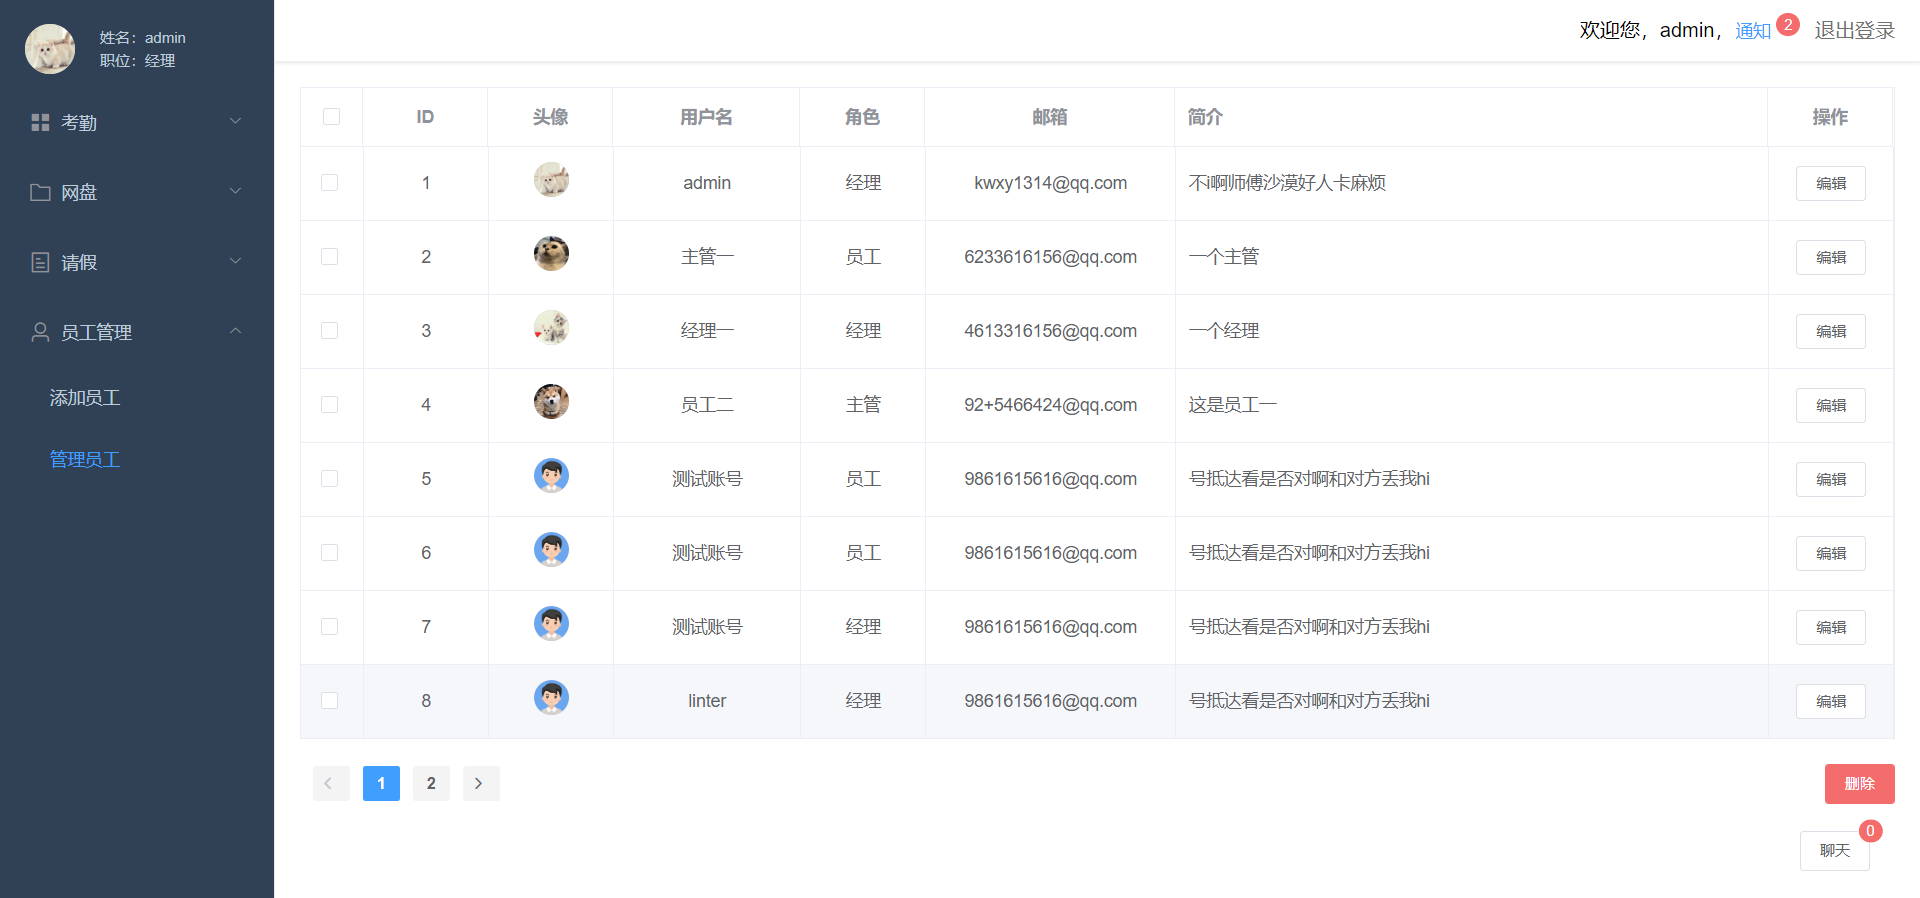 姓名：admin
职位：经理
考勤
网盘
请假
员工管理
添加员工
管理员工
欢迎您，admin， 通知 2 退出登录
ID 头像 用户名 角色 邮箱 简介 操作
1 admin 经理 kwxy1314@qq.com 不i啊师傅沙漠好人卡麻烦 编辑
2 主管一 员工 6233616156@qq.com 一个主管 编辑
3 经理一 经理 4613316156@qq.com 一个经理 编辑
4 员工二 主管 92+5466424@qq.com 这是员工一 编辑
5 测试账号 员工 9861615616@qq.com 号抵达看是否对啊和对方丢我hi 编辑
6 测试账号 员工 9861615616@qq.com 号抵达看是否对啊和对方丢我hi 编辑
7 测试账号 经理 9861615616@qq.com 号抵达看是否对啊和对方丢我hi 编辑
8 linter 经理 9861615616@qq.com 号抵达看是否对啊和对方丢我hi 编辑
1 2 删除
0
聊天